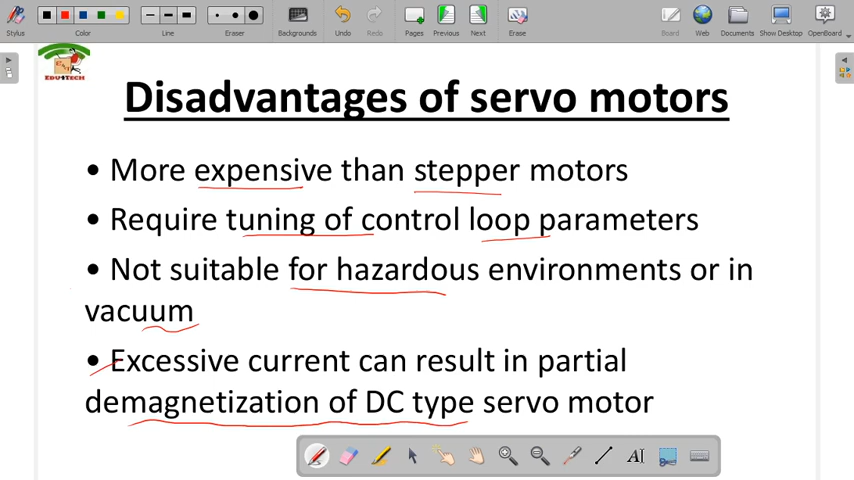 Stylus
Color
Line
Eraser
Backgrounds
Undo
Redo
Pages
Previous
Next
Erase
Board
Web
Documents
Show Desktop
OpenBoard
EDU4TECH
Disadvantages of servo motors
• More expensive than stepper motors
• Require tuning of control loop parameters
• Not suitable for hazardous environments or in
vacuum
• Excessive current can result in partial
demagnetization of DC type servo motor